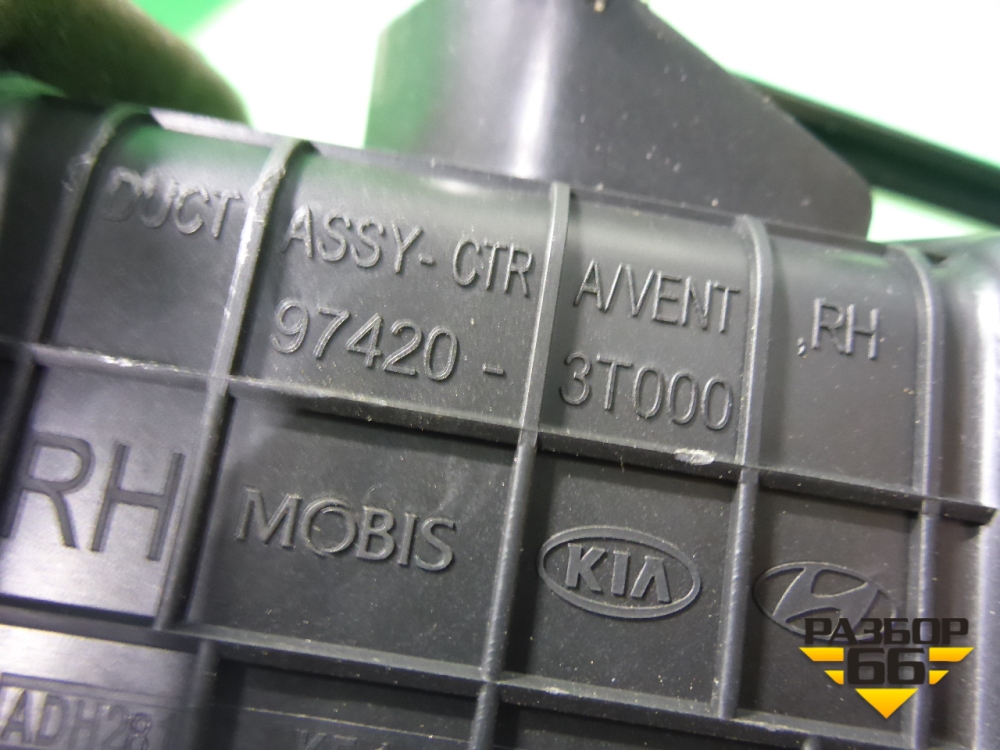 DUCT ASSY-CTR A/VENT ,RH
97420-3T000
RH
MOBIS KIA
РАЗБОР
66